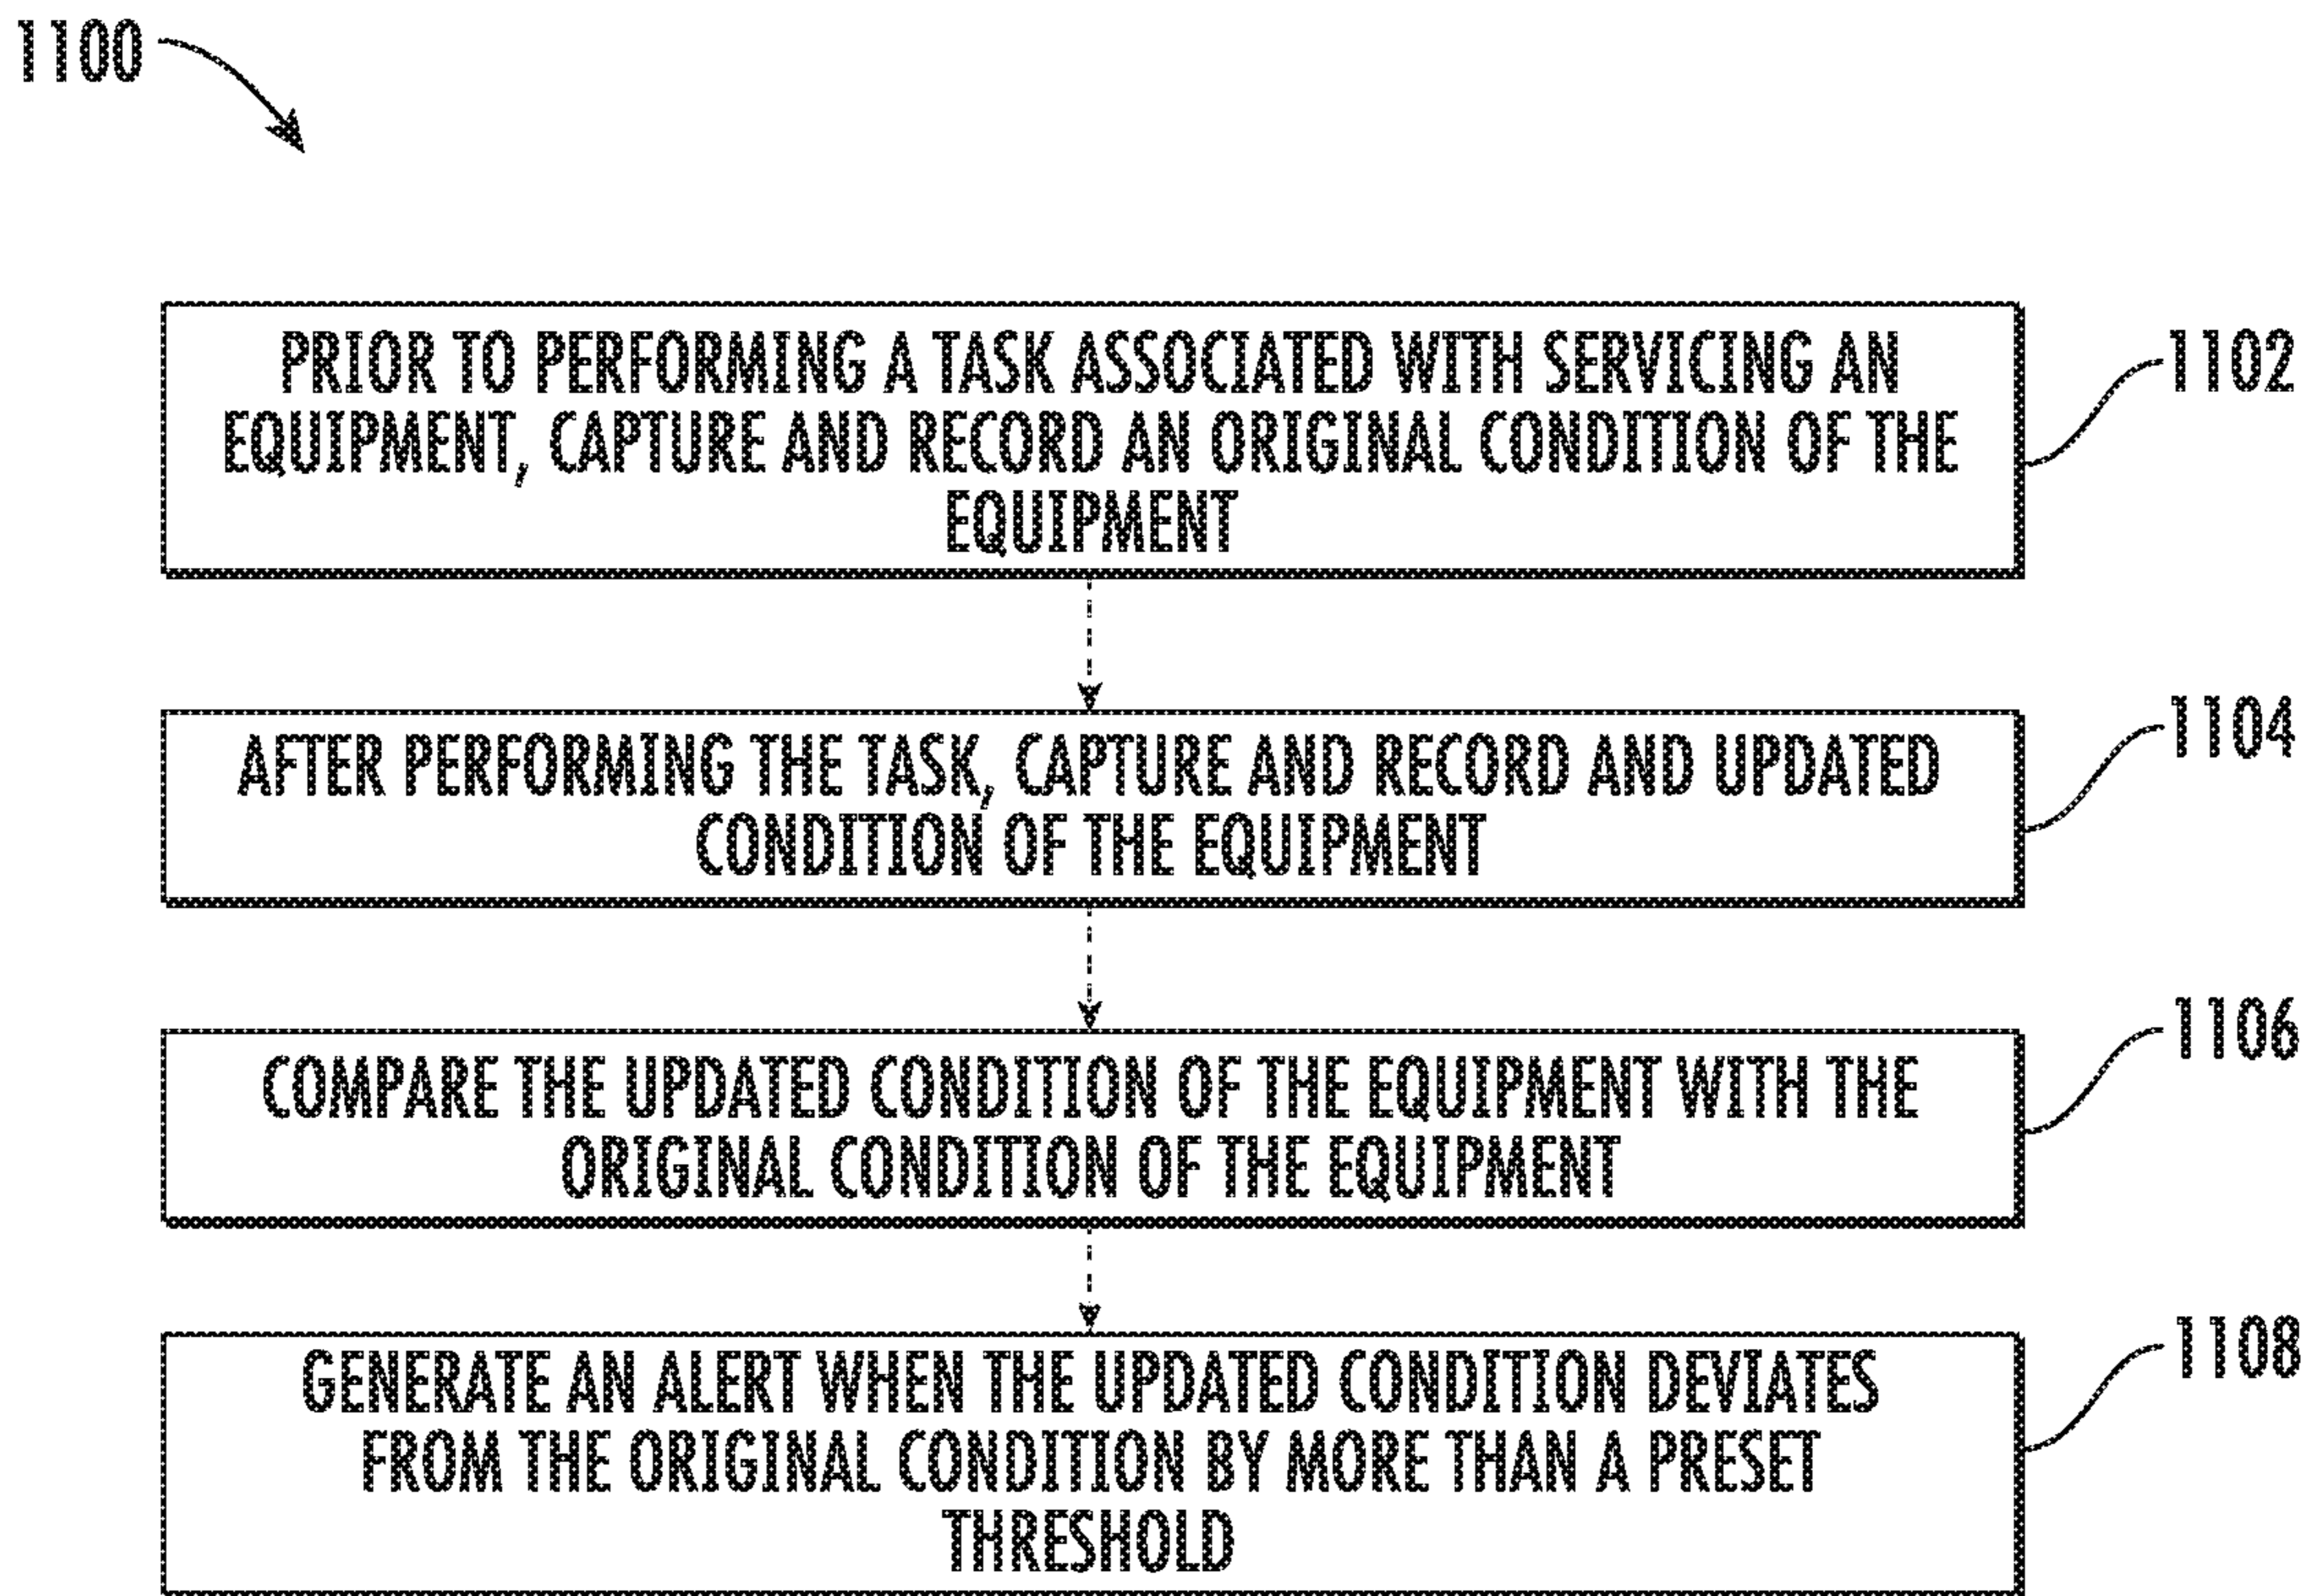 1100
PRIOR TO PERFORMING A TASK ASSOCIATED WITH SERVICING AN
EQUIPMENT, CAPTURE AND RECORD AN ORIGINAL CONDITION OF THE
EQUIPMENT
1102
AFTER PERFORMING THE TASK, CAPTURE AND RECORD AND UPDATED
CONDITION OF THE EQUIPMENT
1104
COMPARE THE UPDATED CONDITION OF THE EQUIPMENT WITH THE
ORIGINAL CONDITION OF THE EQUIPMENT
1106
GENERATE AN ALERT WHEN THE UPDATED CONDITION DEVIATES
FROM THE ORIGINAL CONDITION BY MORE THAN A PRESET
THRESHOLD
1108